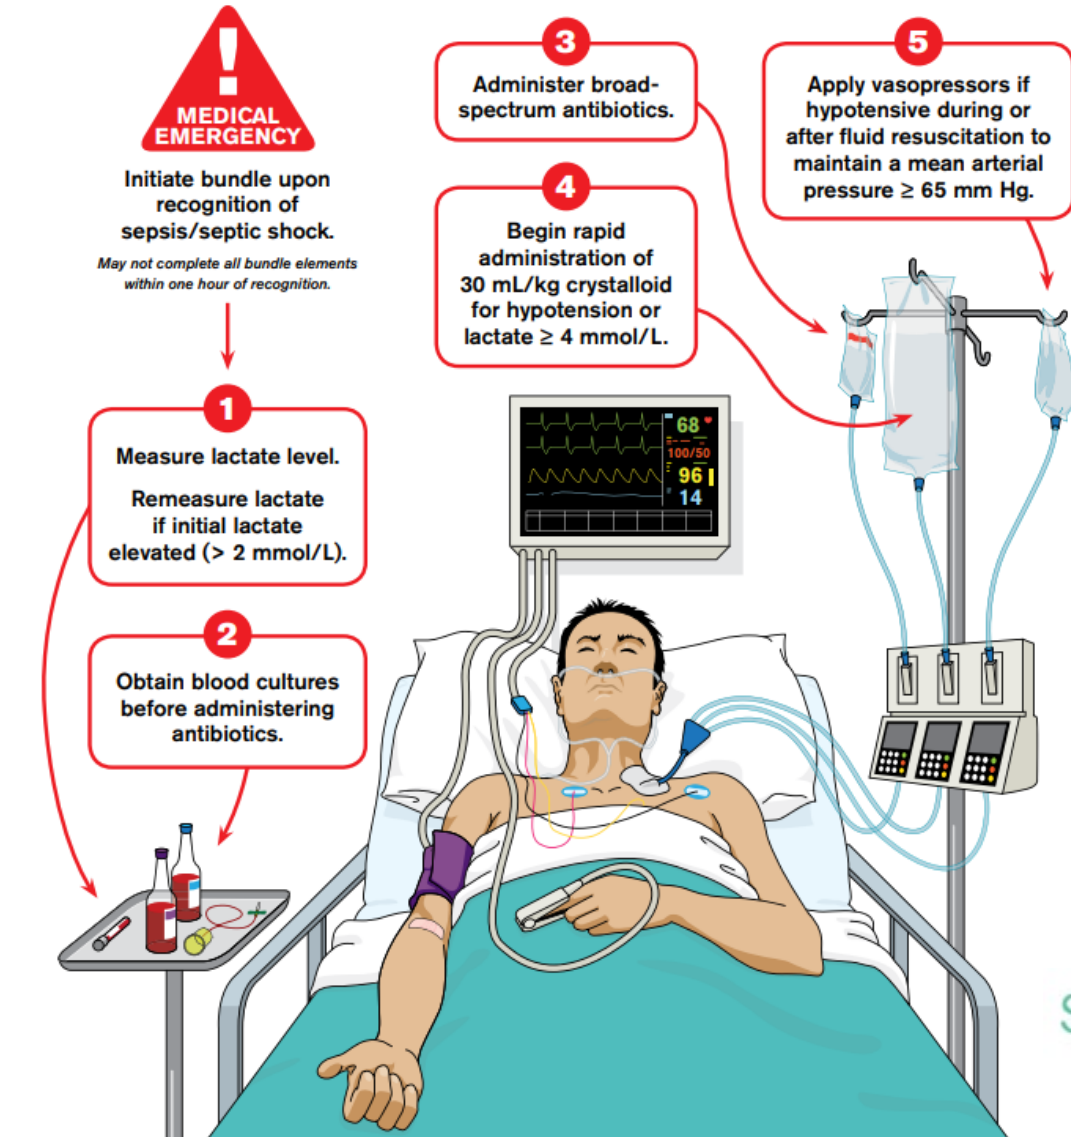 !
MEDICAL
EMERGENCY
Initiate bundle upon
recognition of
sepsis/septic shock.
May not complete all bundle elements
within one hour of recognition.
1
Measure lactate level.
Remeasure lactate
if initial lactate
elevated (> 2 mmol/L).
2
Obtain blood cultures
before administering
antibiotics.
3
Administer broad-
spectrum antibiotics.
4
Begin rapid
administration of
30 mL/kg crystalloid
for hypotension or
lactate ≥ 4 mmol/L.
5
Apply vasopressors if
hypotensive during or
after fluid resuscitation to
maintain a mean arterial
pressure ≥ 65 mm Hg.
68
100/50
96
14
S